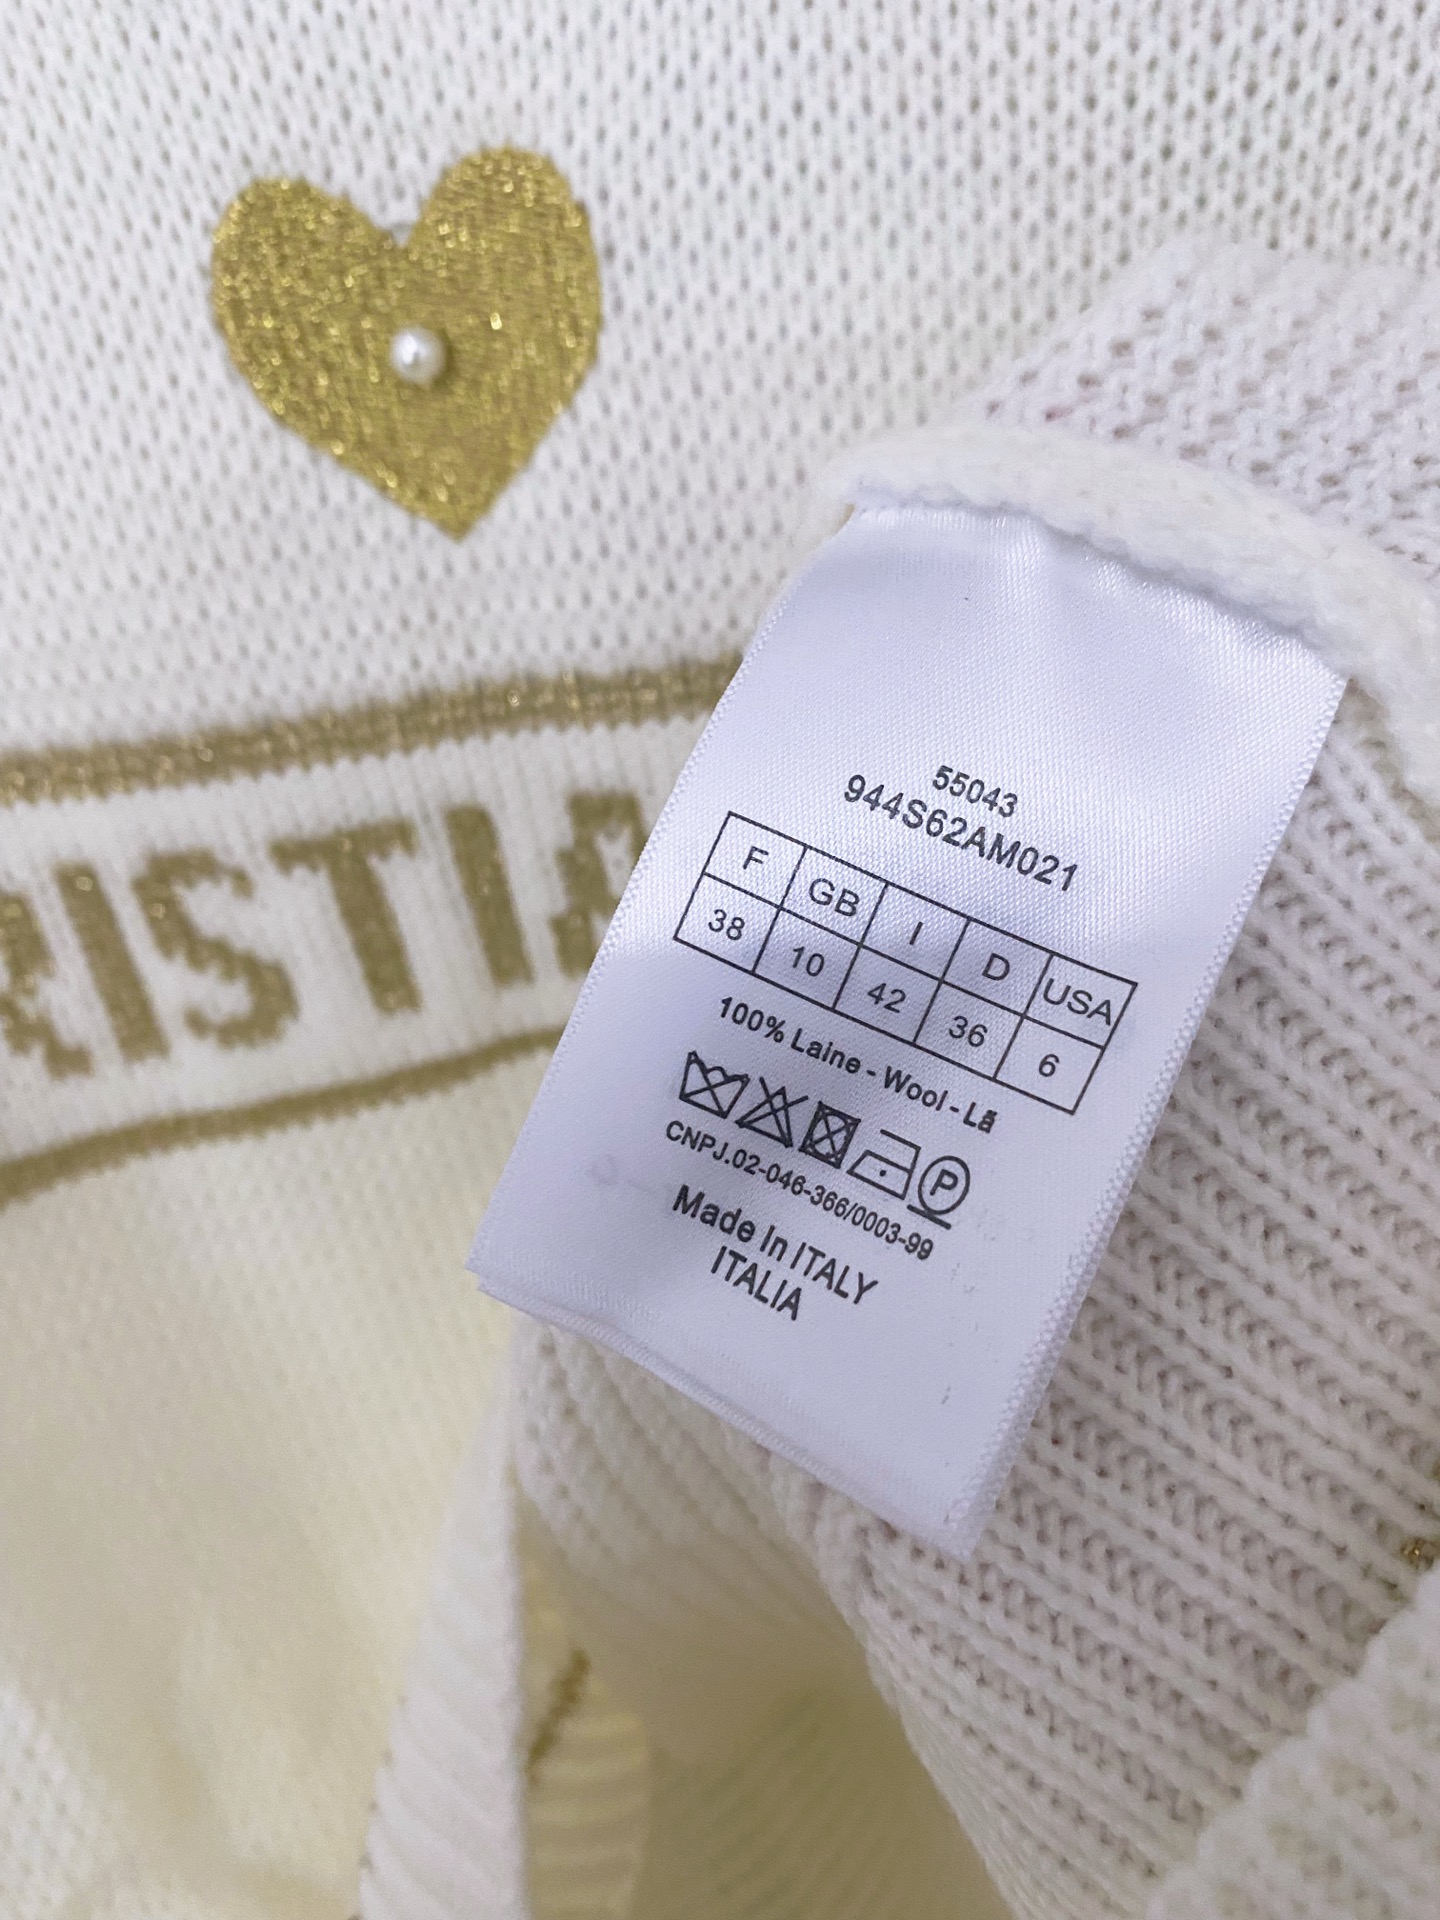 RISTIA
55043
944S62AM021
F GB I D USA
38 10 42 36 6
100% Laine - Wool - Lã
P
CNPJ.02-046-366/0003-99
Made In ITALY
ITALIA